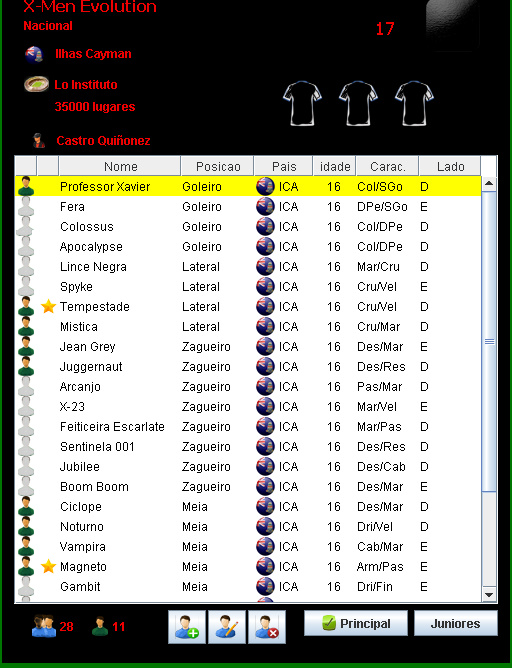 X-Men Evolution
Nacional
17
Ilhas Cayman
Lo Instituto
35000 lugares
Castro Quiñonez
Nome Posicao Pais idade Carac. Lado
Professor Xavier Goleiro ICA 16 Col/SGo D
Fera Goleiro ICA 16 DPe/SGo E
Colossus Goleiro ICA 16 Col/DPe D
Apocalypse Goleiro ICA 16 Col/DPe D
Lince Negra Lateral ICA 16 Mar/Cru D
Spyke Lateral ICA 16 Cru/Vel E
Tempestade Lateral ICA 16 Cru/Vel D
Mistica Lateral ICA 16 Cru/Mar D
Jean Grey Zagueiro ICA 16 Des/Mar E
Juggernaut Zagueiro ICA 16 Des/Res D
Arcanjo Zagueiro ICA 16 Pas/Mar D
X-23 Zagueiro ICA 16 Mar/Vel E
Feiticeira Escarlate Zagueiro ICA 16 Mar/Pas D
Sentinela 001 Zagueiro ICA 16 Des/Res D
Jubilee Zagueiro ICA 16 Des/Cab D
Boom Boom Zagueiro ICA 16 Des/Mar E
Ciclope Meia ICA 16 Des/Mar D
Noturno Meia ICA 16 Dri/Vel D
Vampira Meia ICA 16 Cab/Mar E
Magneto Meia ICA 16 Arm/Pas D
Gambit Meia ICA 16 Dri/Fin E
28 11 Principal Juniores